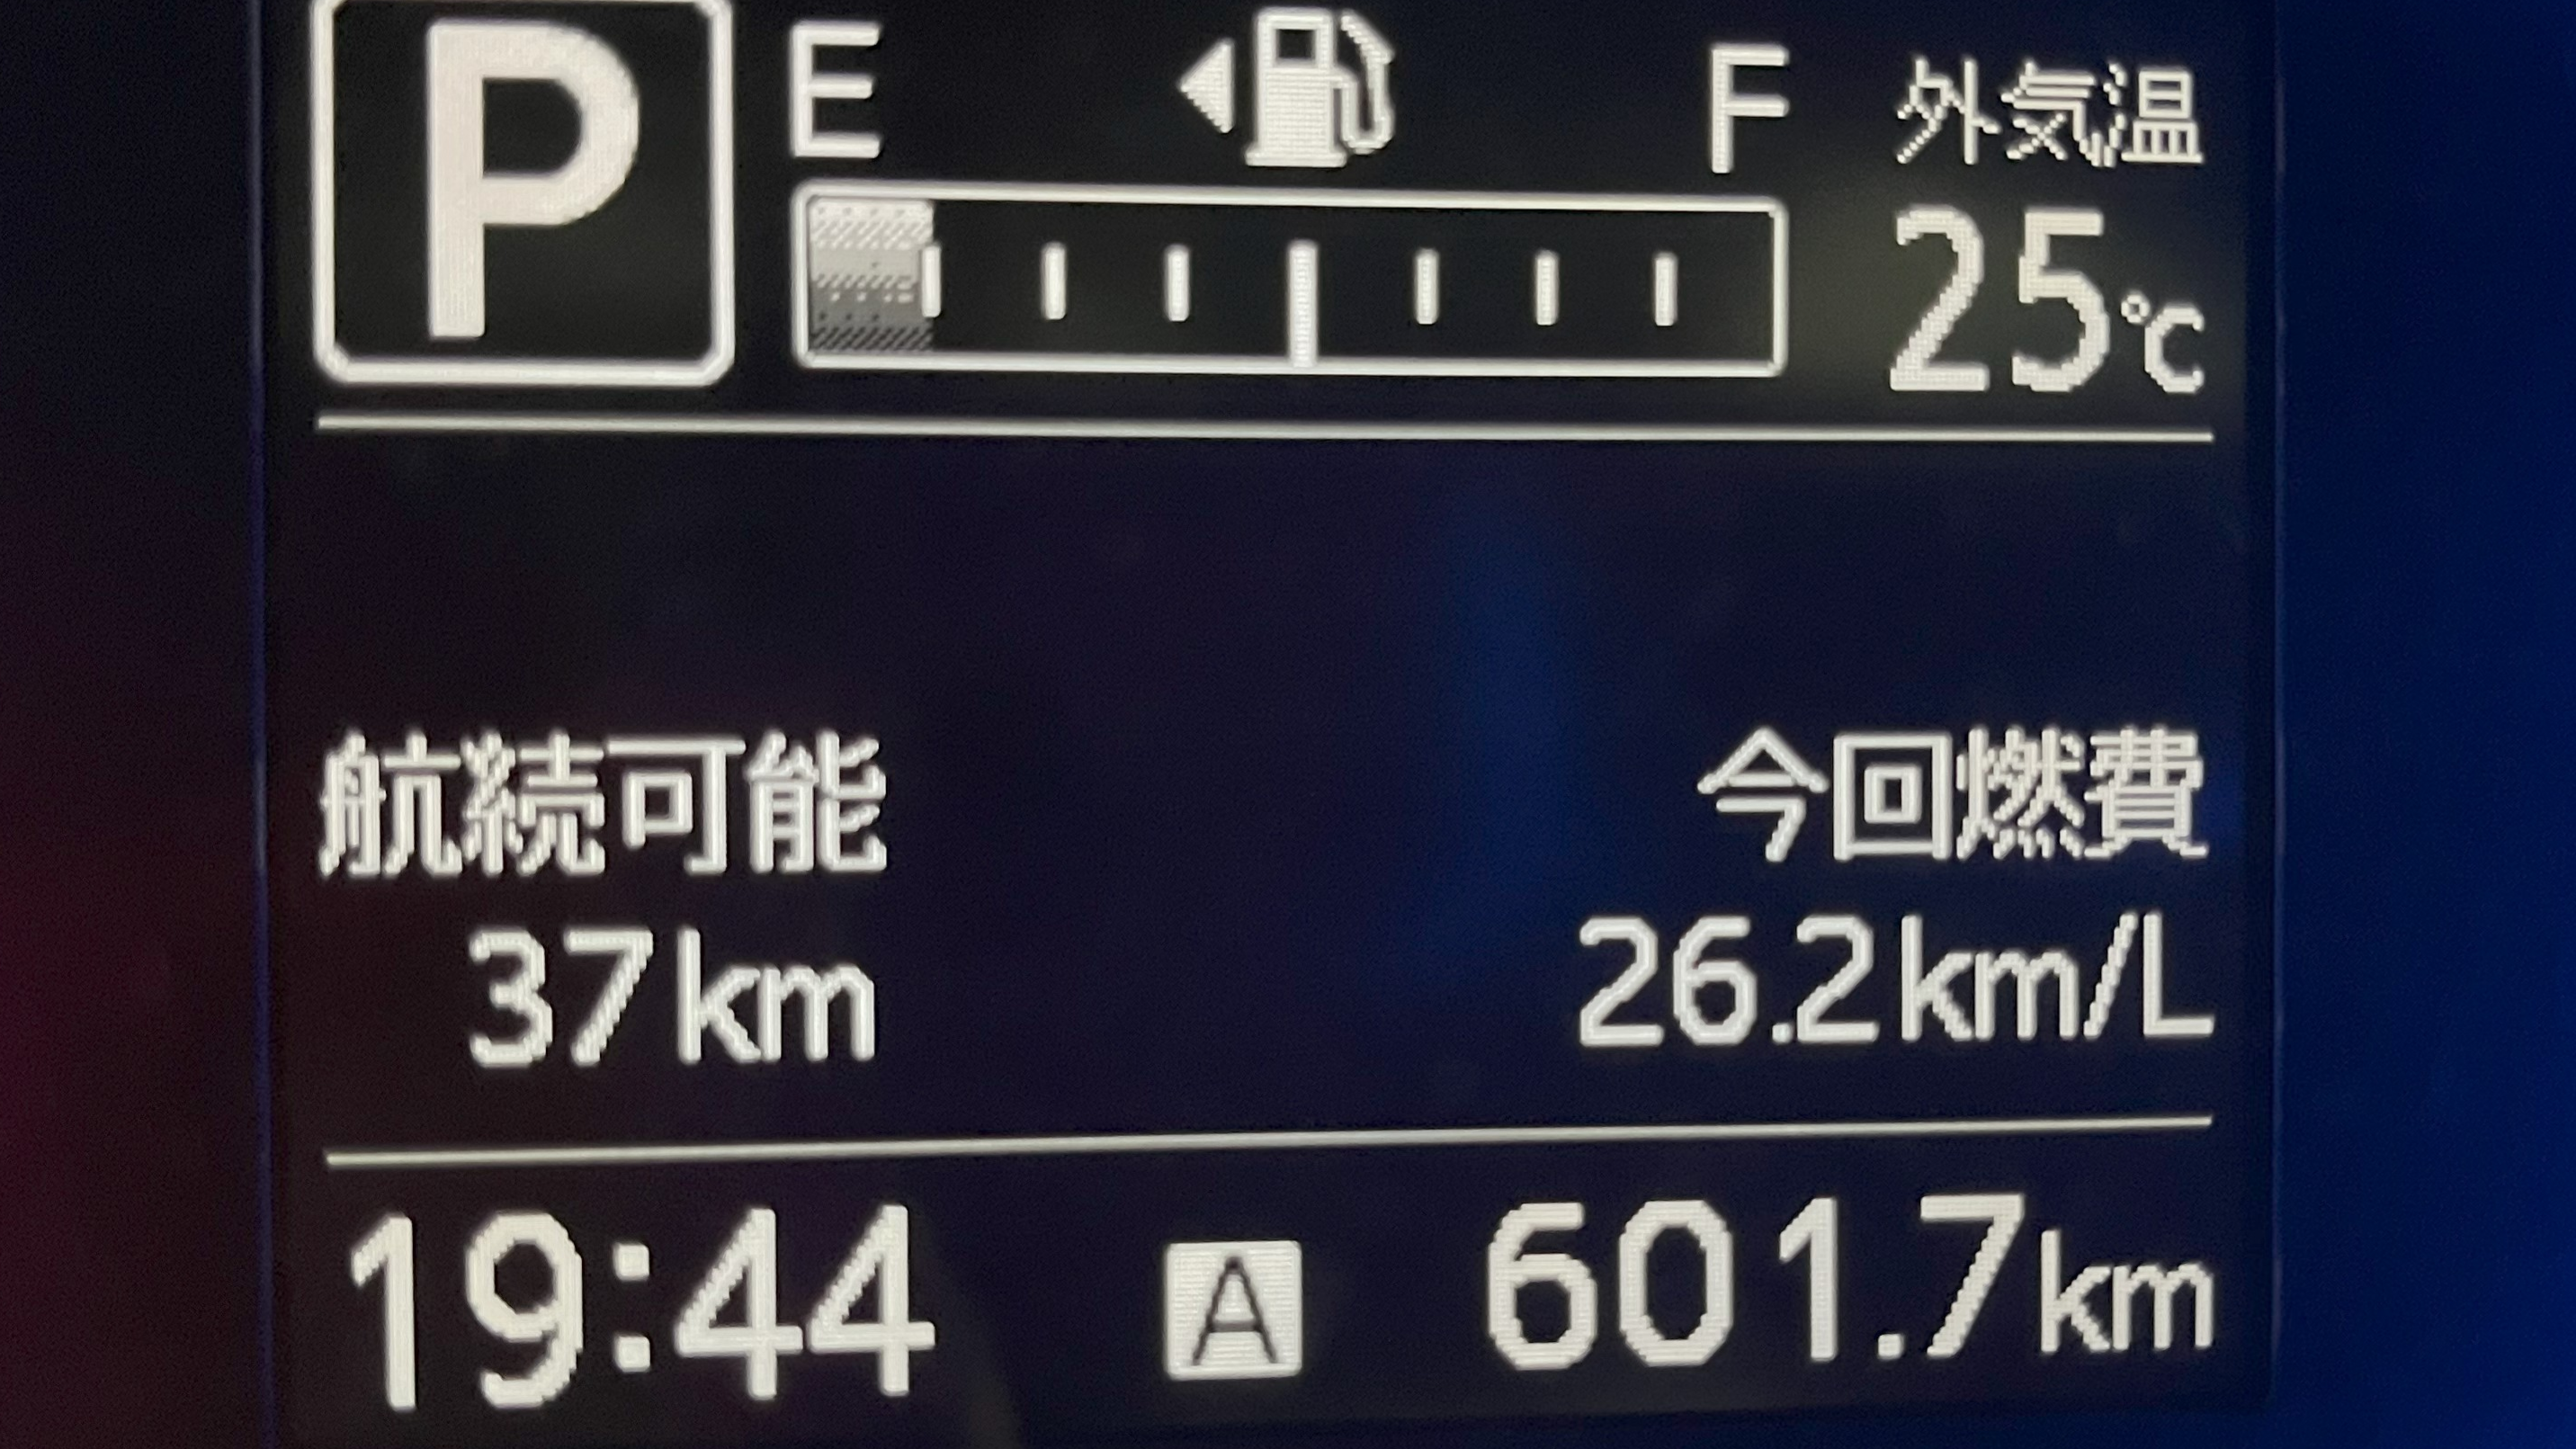 P E F 外気温
25℃
航続可能 今回燃費
37km 26.2km/L
19:44 A 601.7km